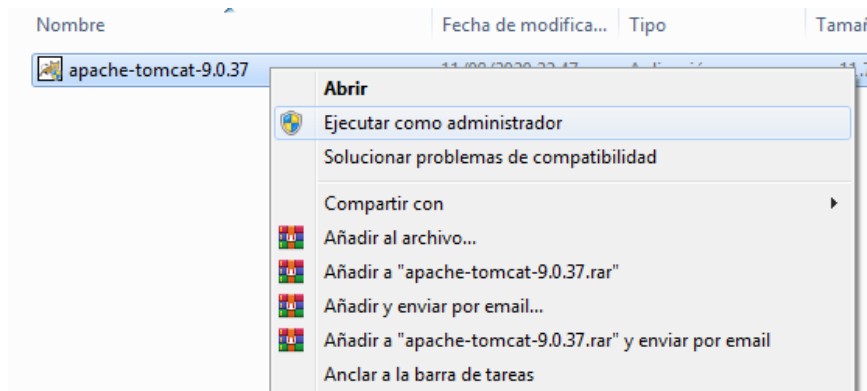 Nombre Fecha de modifica... Tipo Tamañ
apache-tomcat-9.0.37
Abrir
Ejecutar como administrador
Solucionar problemas de compatibilidad
Compartir con
Añadir al archivo...
Añadir a "apache-tomcat-9.0.37.rar"
Añadir y enviar por email...
Añadir a "apache-tomcat-9.0.37.rar" y enviar por email
Anclar a la barra de tareas